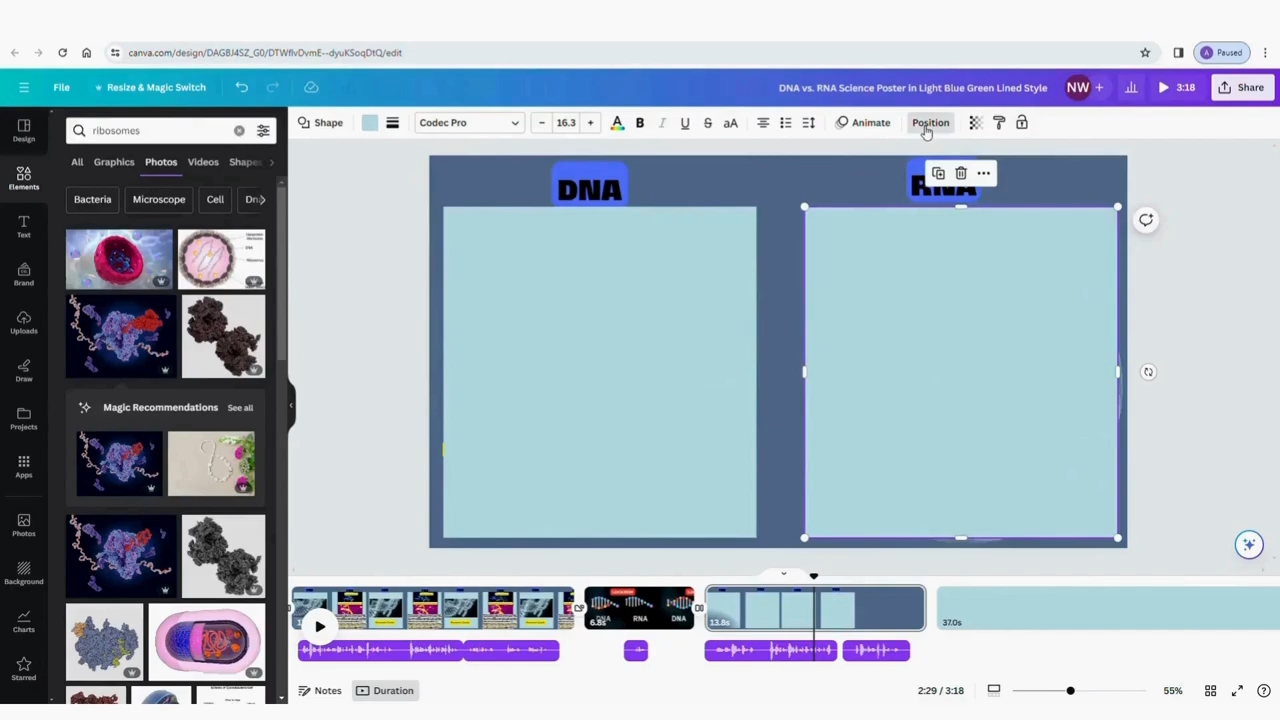 canva.com/design/DAGBJ4SZ_G0/DTWflvDvmE--dyuKSoqDtQ/edit
A Paused
File
Resize & Magic Switch
DNA vs. RNA Science Poster in Light Blue Green Lined Style
NW
+
3:18
Share
Design
Elements
Text
Brand
Uploads
Draw
Projects
Apps
Photos
Background
Charts
Starred
ribosomes
All Graphics Photos Videos Shapes
Bacteria Microscope Cell
Magic Recommendations See all
Shape
Codec Pro
− 16.3 +
A B I U S aA
Animate
Position
DNA
RNA
6.8s
RNA
DNA
13.8s
37.0s
Notes
Duration
2:29 / 3:18
55%